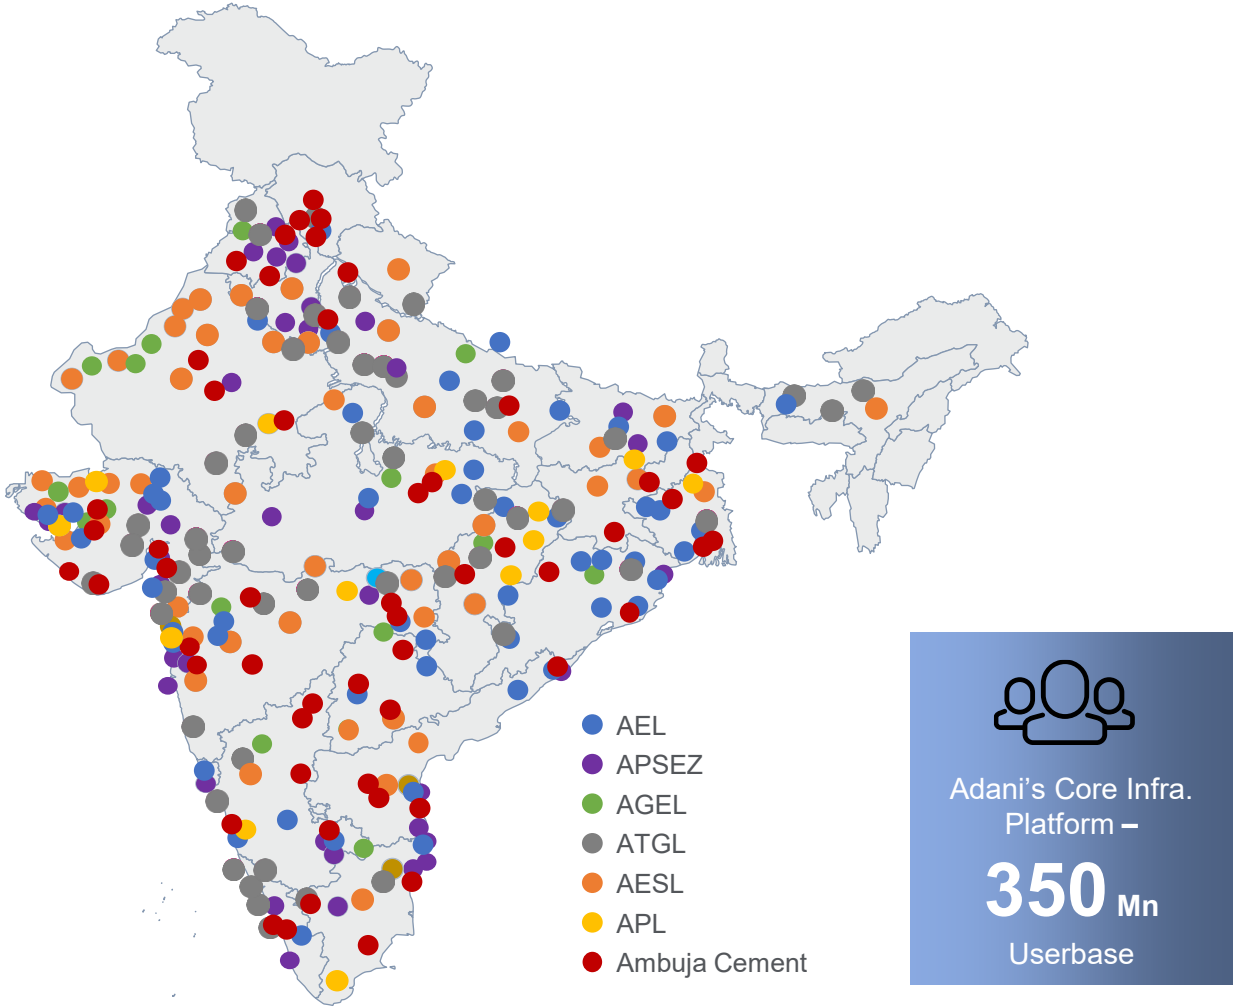 AEL
APSEZ
AGEL
ATGL
AESL
APL
Ambuja Cement
Adani’s Core Infra.
Platform –
350 Mn
Userbase